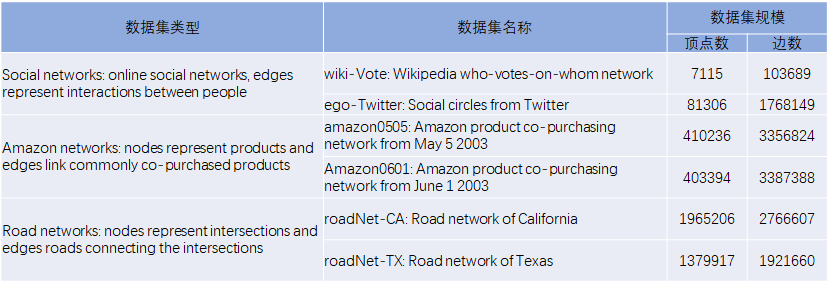 数据集类型
数据集名称
数据集规模
顶点数
边数
Social networks: online social networks, edges
represent interactions between people
wiki-Vote: Wikipedia who-votes-on-whom network
7115
103689
ego-Twitter: Social circles from Twitter
81306
1768149
Amazon networks: nodes represent products and
edges link commonly co-purchased products
amazon0505: Amazon product co-purchasing
network from May 5 2003
410236
3356824
Amazon0601: Amazon product co-purchasing
network from June 1 2003
403394
3387388
Road networks: nodes represent intersections and
edges roads connecting the intersections
roadNet-CA: Road network of California
1965206
2766607
roadNet-TX: Road network of Texas
1379917
1921660